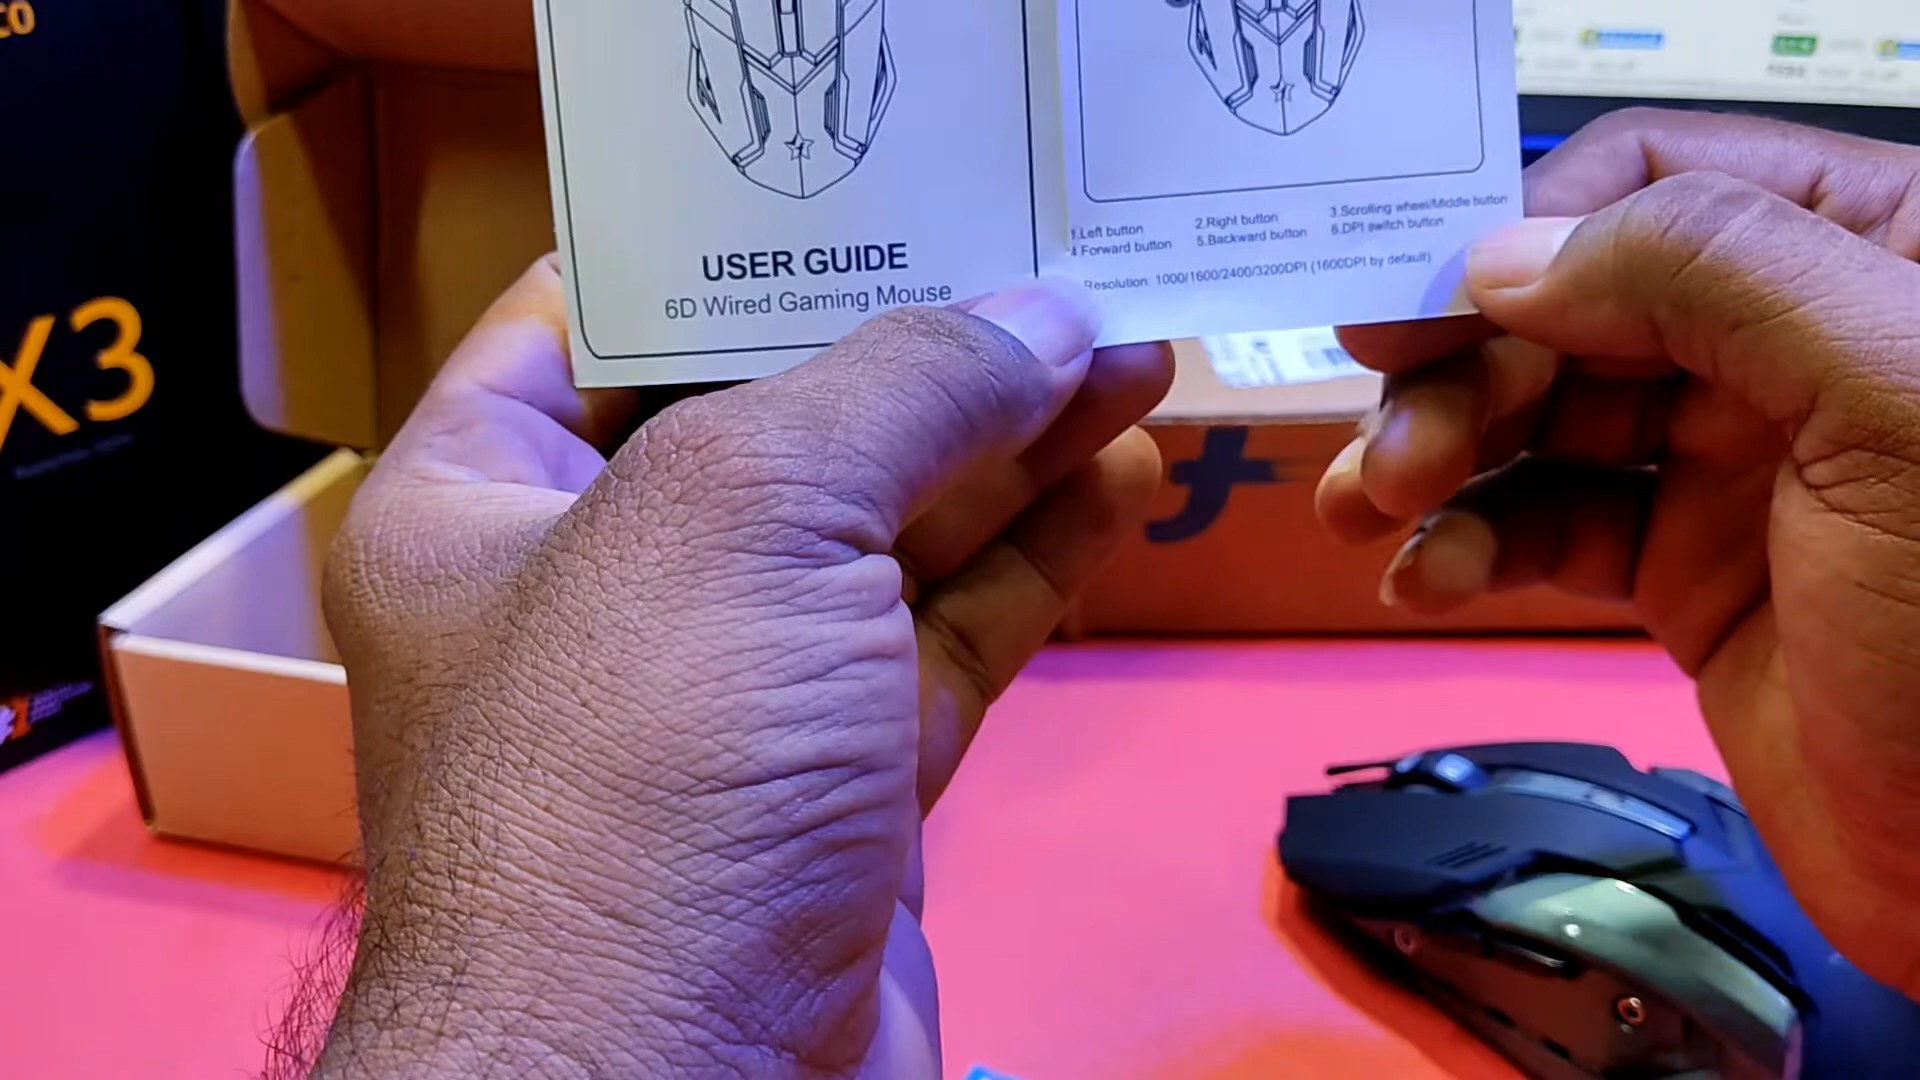 X3
USER GUIDE
6D Wired Gaming Mouse
1.Left button 2.Right button 3.Scrolling wheel/Middle button
4.Forward button 5.Backward button 6.DPI switch button
Resolution: 1000/1600/2400/3200DPI (1600DPI by default)